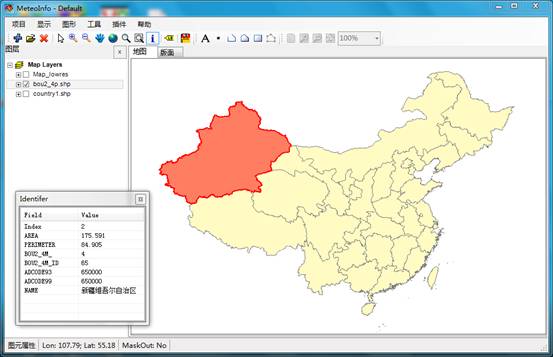 MeteoInfo - Default
项目 显示 图形 工具 插件 帮助
A 100%
图层 x 地图 版面
Map Layers
Map_lowres
bou2_4p.shp
country1.shp
Identifer
Field Value
Index 2
AREA 175.591
PERIMETER 84.905
BOU2_4M_ 4
BOU2_4M_ID 65
ADCODE93 650000
ADCODE99 650000
NAME 新疆维吾尔自治区
图元属性 Lon: 107.79; Lat: 55.18 MaskOut: No